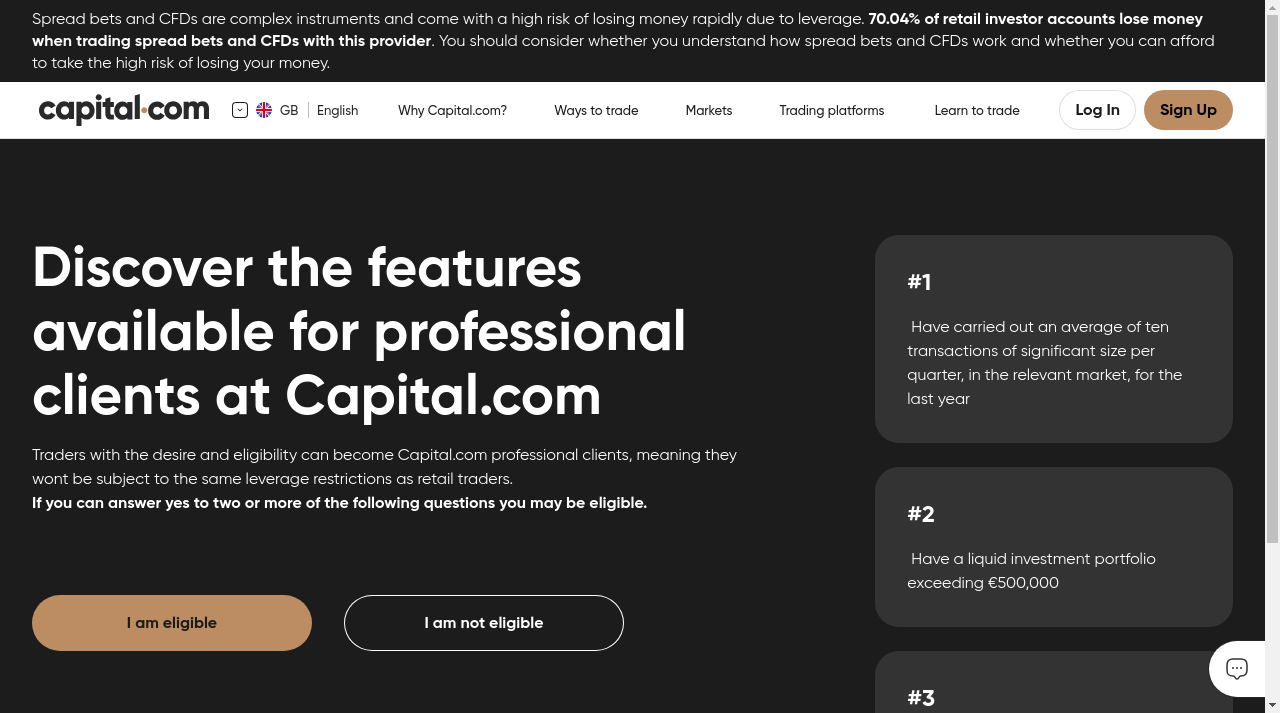 Spread bets and CFDs are complex instruments and come with a high risk of losing money rapidly due to leverage. 70.04% of retail investor accounts lose money
when trading spread bets and CFDs with this provider. You should consider whether you understand how spread bets and CFDs work and whether you can afford
to take the high risk of losing your money.
capital.com
GB
English
Why Capital.com?
Ways to trade
Markets
Trading platforms
Learn to trade
Log In
Sign Up
Discover the features
available for professional
clients at Capital.com
Traders with the desire and eligibility can become Capital.com professional clients, meaning they
wont be subject to the same leverage restrictions as retail traders.
If you can answer yes to two or more of the following questions you may be eligible.
I am eligible
I am not eligible
#1
Have carried out an average of ten
transactions of significant size per
quarter, in the relevant market, for the
last year
#2
Have a liquid investment portfolio
exceeding €500,000
#3